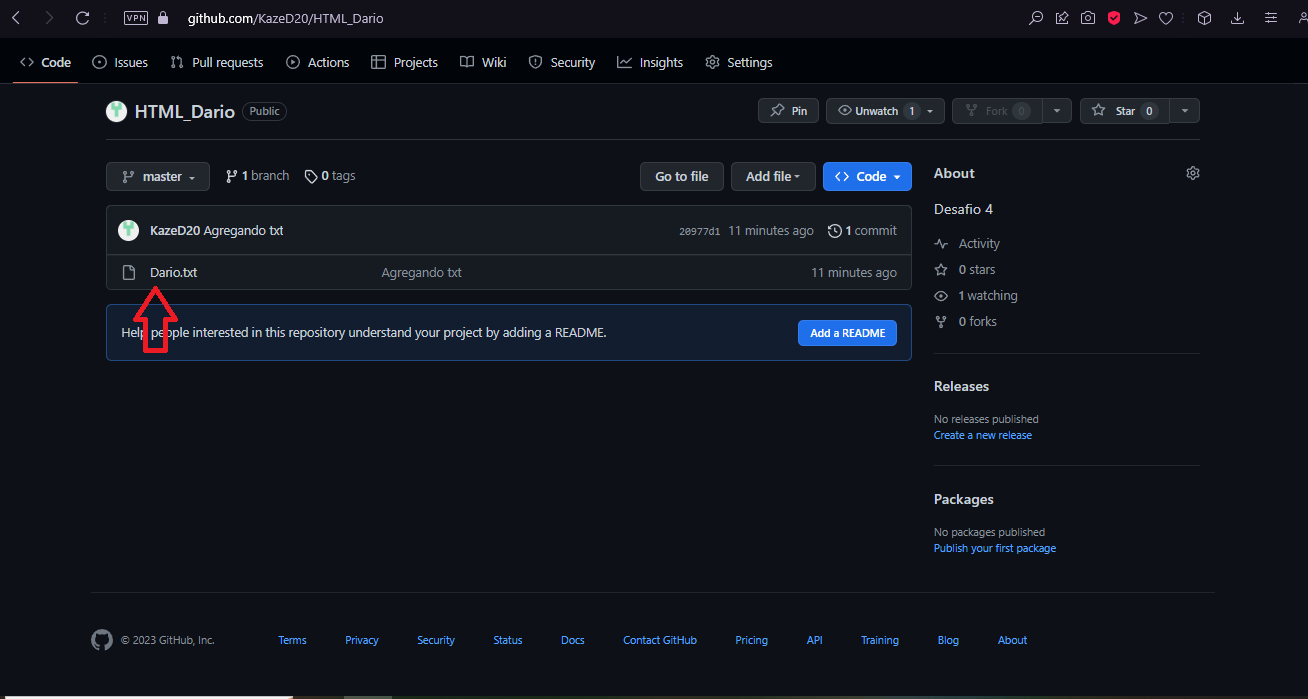 VPN github.com/KazeD20/HTML_Dario
Code Issues Pull requests Actions Projects Wiki Security Insights Settings
HTML_Dario Public Pin Unwatch 1 Fork 0 Star 0
master 1 branch 0 tags Go to file Add file Code
KazeD20 Agregando txt 20977d1 11 minutes ago 1 commit
Dario.txt Agregando txt 11 minutes ago
Help people interested in this repository understand your project by adding a README. Add a README
About
Desafio 4
Activity
0 stars
1 watching
0 forks
Releases
No releases published
Create a new release
Packages
No packages published
Publish your first package
© 2023 GitHub, Inc. Terms Privacy Security Status Docs Contact GitHub Pricing API Training Blog About